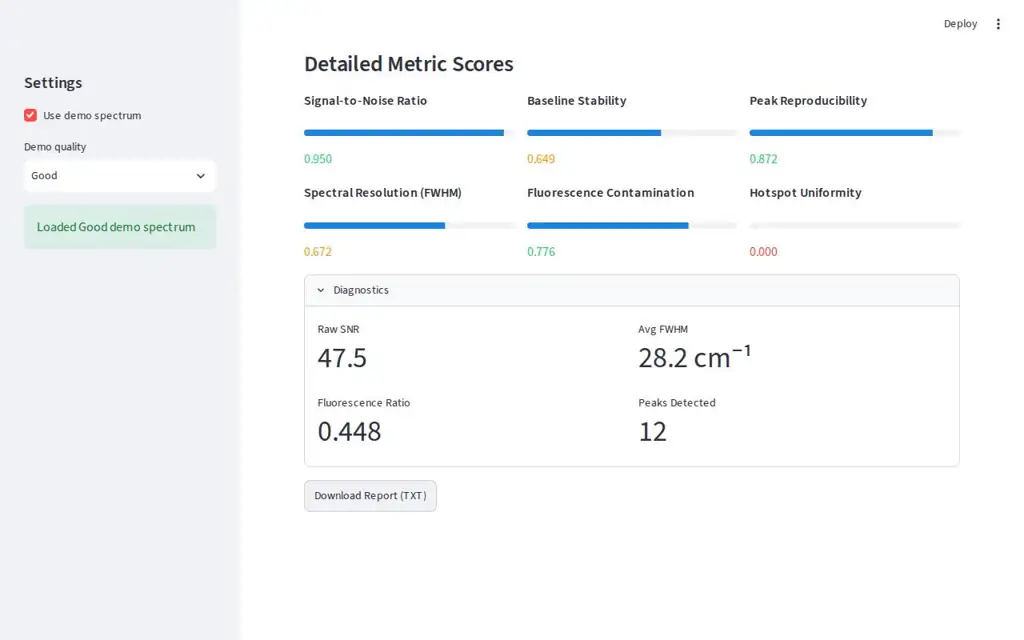 Deploy
Settings
Use demo spectrum
Demo quality
Good
Loaded Good demo spectrum
Detailed Metric Scores
Signal-to-Noise Ratio
Baseline Stability
Peak Reproducibility
0.950
0.649
0.872
Spectral Resolution (FWHM)
Fluorescence Contamination
Hotspot Uniformity
0.672
0.776
0.000
Diagnostics
Raw SNR
Avg FWHM
47.5
28.2 cm⁻¹
Fluorescence Ratio
Peaks Detected
0.448
12
Download Report (TXT)